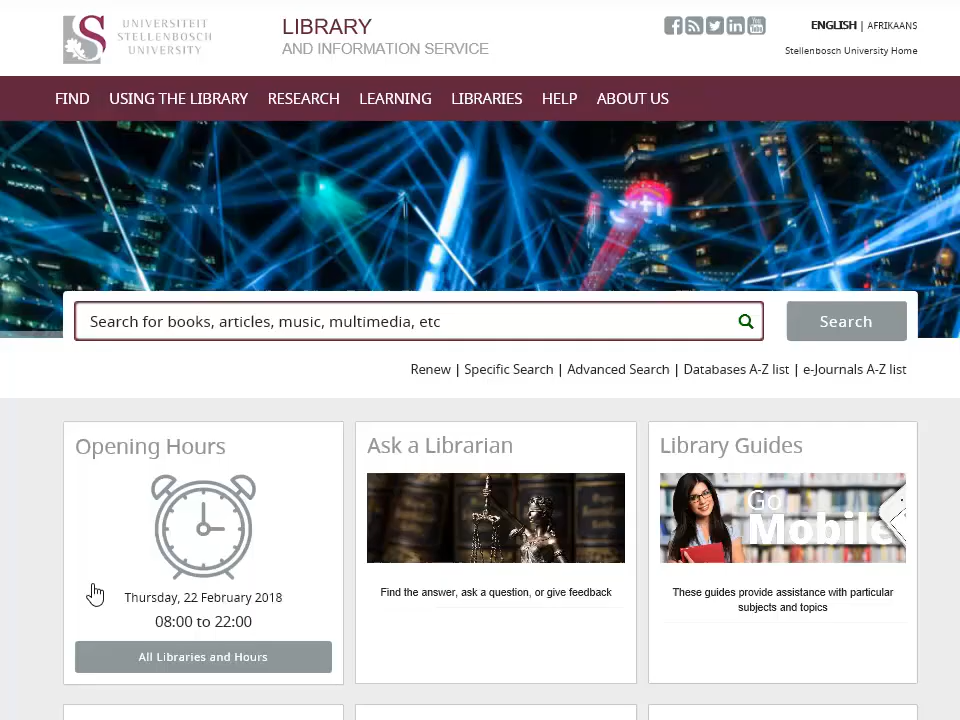 UNIVERSITEIT
STELLENBOSCH
UNIVERSITY
LIBRARY
AND INFORMATION SERVICE
You
Tube
ENGLISH | AFRIKAANS
Stellenbosch University Home
FIND USING THE LIBRARY RESEARCH LEARNING LIBRARIES HELP ABOUT US
citi
Search for books, articles, music, multimedia, etc
Search
Renew | Specific Search | Advanced Search | Databases A-Z list | e-Journals A-Z list
Opening Hours
Thursday, 22 February 2018
08:00 to 22:00
All Libraries and Hours
Ask a Librarian
Find the answer, ask a question, or give feedback
Library Guides
Go
Mobile
These guides provide assistance with particular
subjects and topics